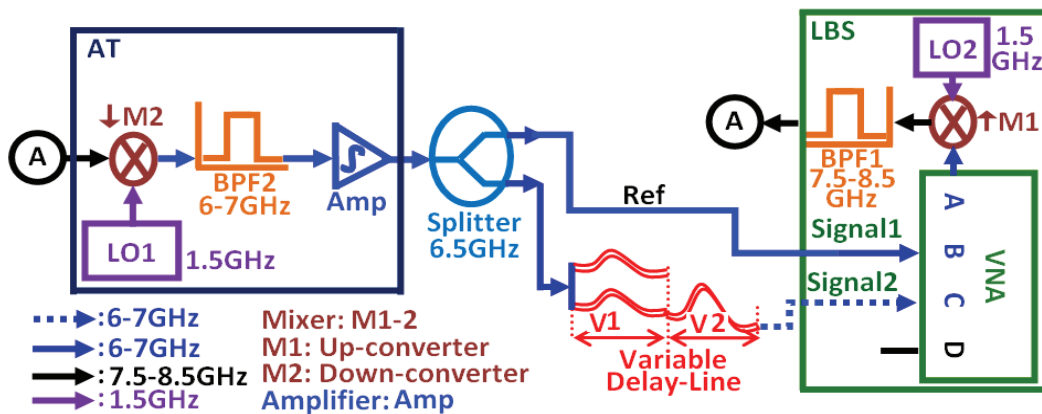 AT
A
↓M2
BPF2
6-7GHz
Amp
LO1
1.5GHz
Splitter
6.5GHz
Ref
V1
V2
Variable
Delay-Line
LBS
LO2
1.5
GHz
A
BPF1
7.5-8.5
GHz
↑M1
Signal1
Signal2
A
B
C
D
VNA
:6-7GHz
:6-7GHz
:7.5-8.5GHz
:1.5GHz
Mixer: M1-2
M1: Up-converter
M2: Down-converter
Amplifier: Amp